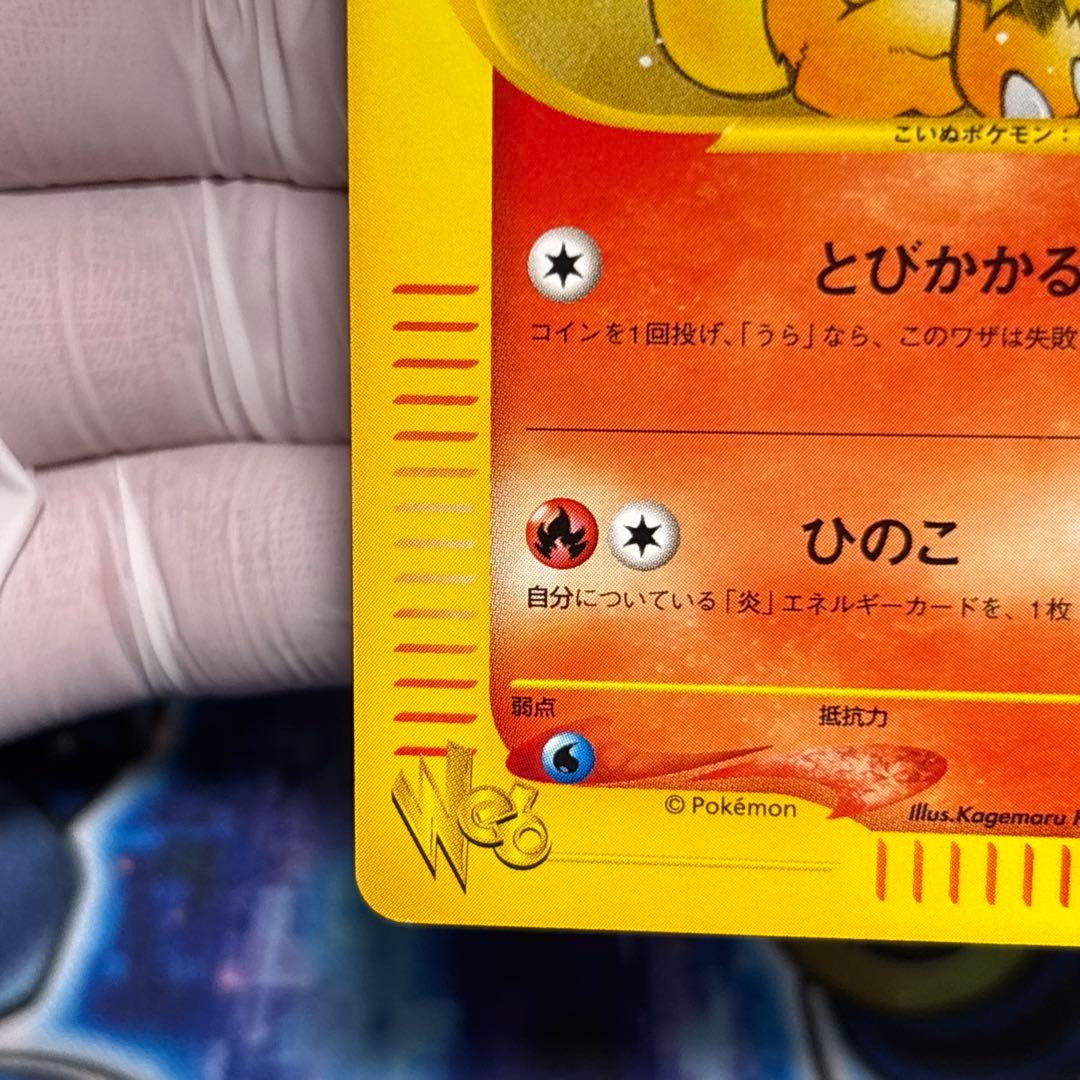 こいぬポケモン：
とびかかる
コインを1回投げ、「うら」なら、このワザは失敗
ひのこ
自分についている「炎」エネルギーカードを、1枚
弱点
抵抗力
© Pokémon
Illus.Kagemaru
Web